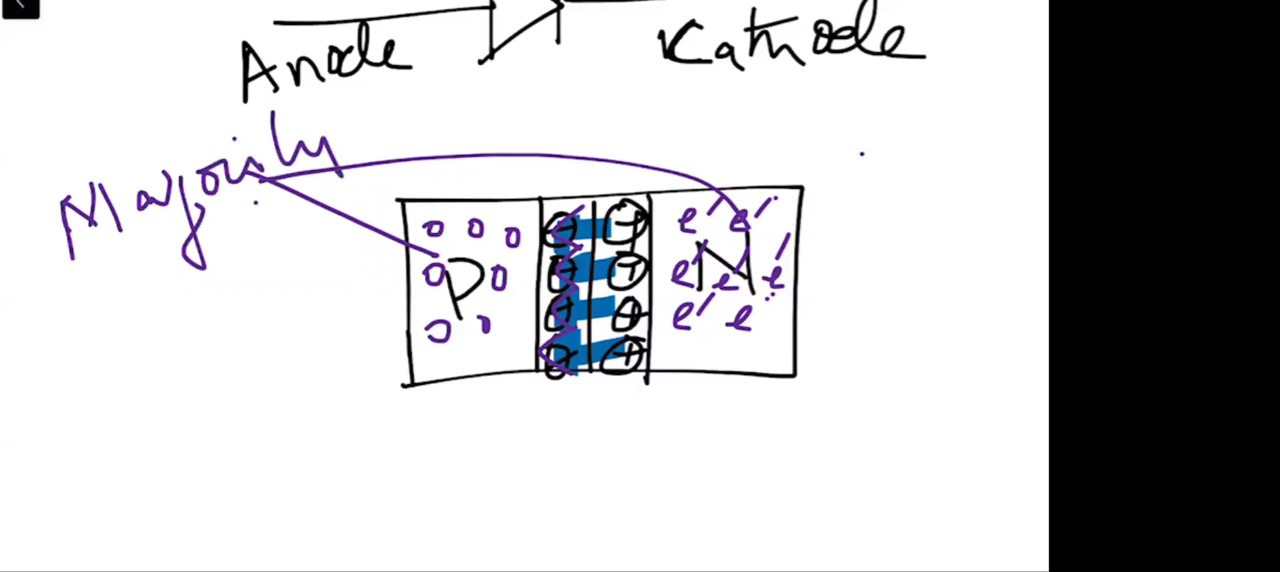 Anode Kathode
Majority
o o o ⊖ ⊕ e⁻ e⁻
o P o ⊖ ⊕ e⁻ N e⁻ e⁻
⊖ ⊕
o o e⁻ e
⊖ ⊕